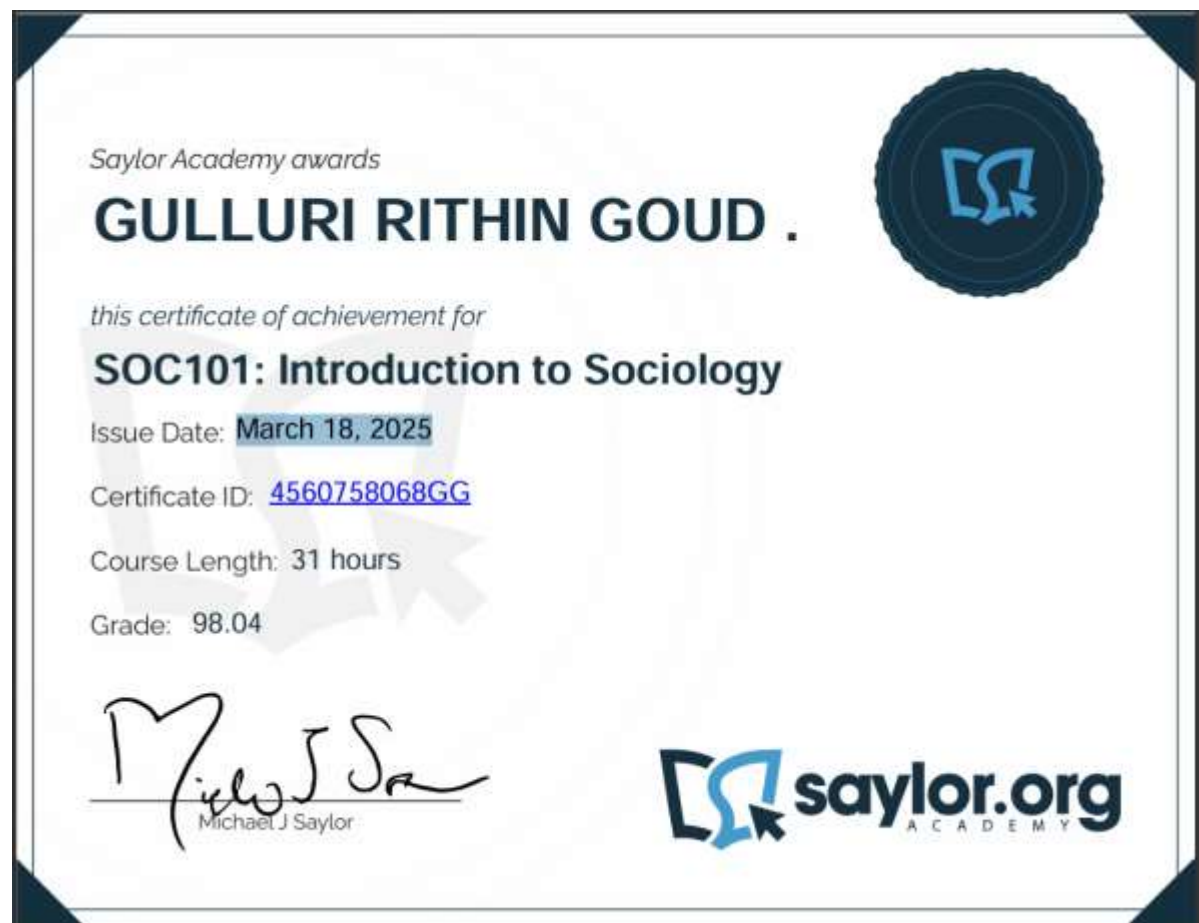 Saylor Academy awards
GULLURI RITHIN GOUD .
this certificate of achievement for
SOC101: Introduction to Sociology
Issue Date: March 18, 2025
Certificate ID: 4560758068GG
Course Length: 31 hours
Grade: 98.04
Michael J Saylor
saylor.org
ACADEMY